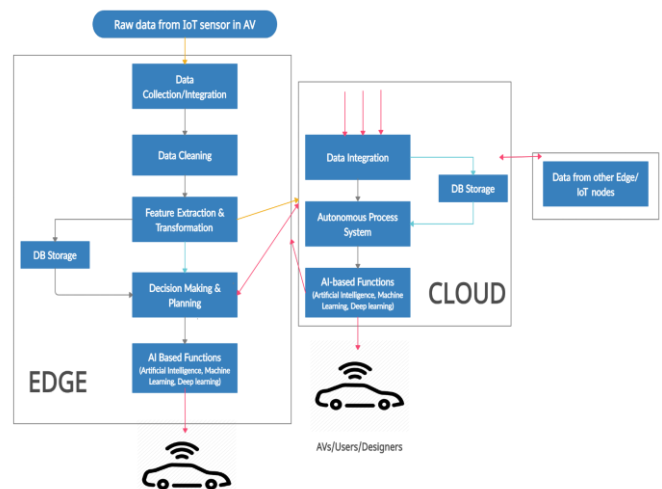 Raw data from IoT sensor in AV
Data
Collection/Integration
Data Cleaning
Feature Extraction &
Transformation
DB Storage
Decision Making &
Planning
AI Based Functions
(Artificial Intelligence, Machine
Learning, Deep learning)
EDGE
Data Integration
DB Storage
Autonomous Process
System
AI-based Functions
(Artificial Intelligence, Machine
Learning, Deep learning)
CLOUD
Data from other Edge/
IoT nodes
AVs/Users/Designers